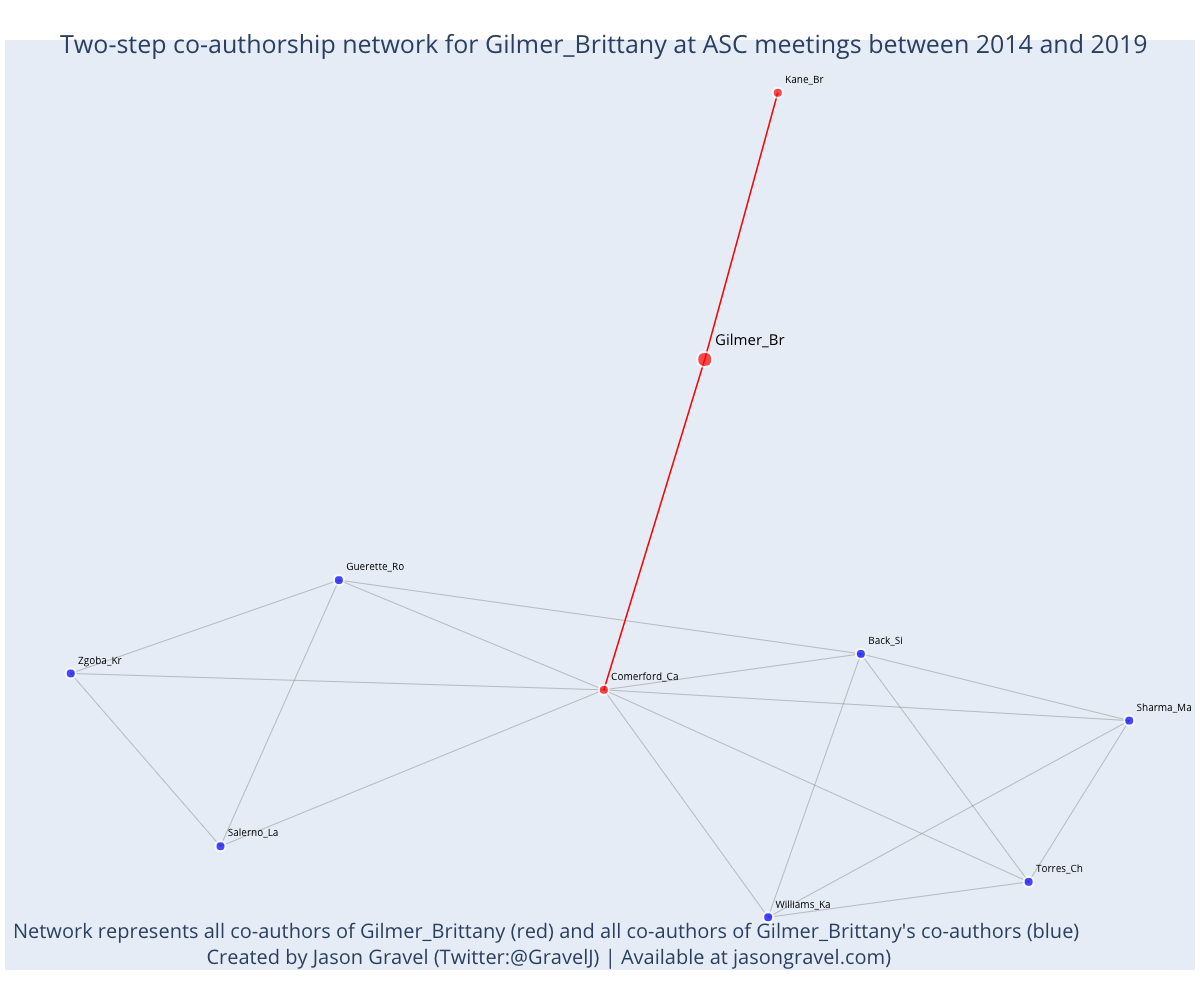 Two-step co-authorship network for Gilmer_Brittany at ASC meetings between 2014 and 2019
Kane_Br
Gilmer_Br
Guerette_Ro
Back_Si
Zgoba_Kr
Comerford_Ca
Sharma_Ma
Salerno_La
Torres_Ch
Williams_Ka
Network represents all co-authors of Gilmer_Brittany (red) and all co-authors of Gilmer_Brittany's co-authors (blue)
Created by Jason Gravel (Twitter:@GravelJ) | Available at jasongravel.com)